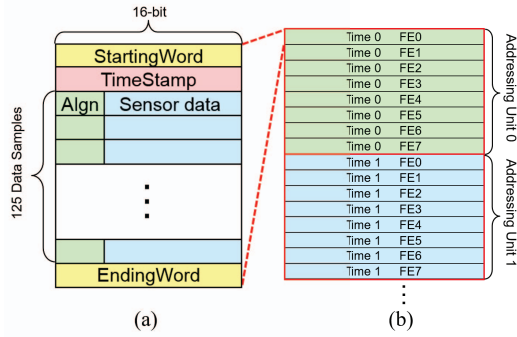 16-bit
StartingWord
TimeStamp
Algn Sensor data
EndingWord
125 Data Samples
(a)
Time 0 FE0
Time 0 FE1
Time 0 FE2
Time 0 FE3
Time 0 FE4
Time 0 FE5
Time 0 FE6
Time 0 FE7
Time 1 FE0
Time 1 FE1
Time 1 FE2
Time 1 FE3
Time 1 FE4
Time 1 FE5
Time 1 FE6
Time 1 FE7
Addressing Unit 0
Addressing Unit 1
(b)